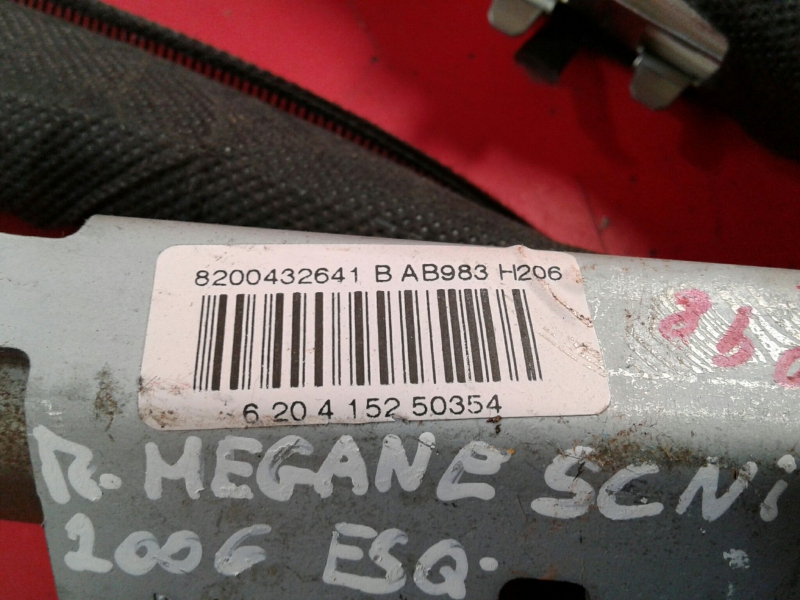 8200432641 B AB983 H206
6 20 4 152 50354
R. MEGANE SCNi
2006 ESQ.